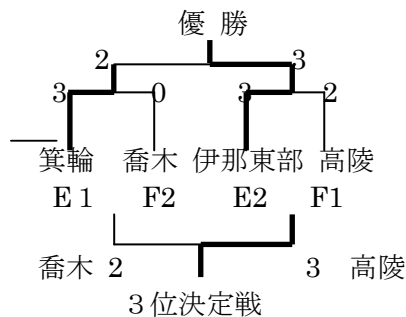 優 勝
2 3
3 0 3 2
箕輪 喬木 伊那東部 高陵
E 1 F2 E2 F1
喬木 2 3 高陵
３位決定戦